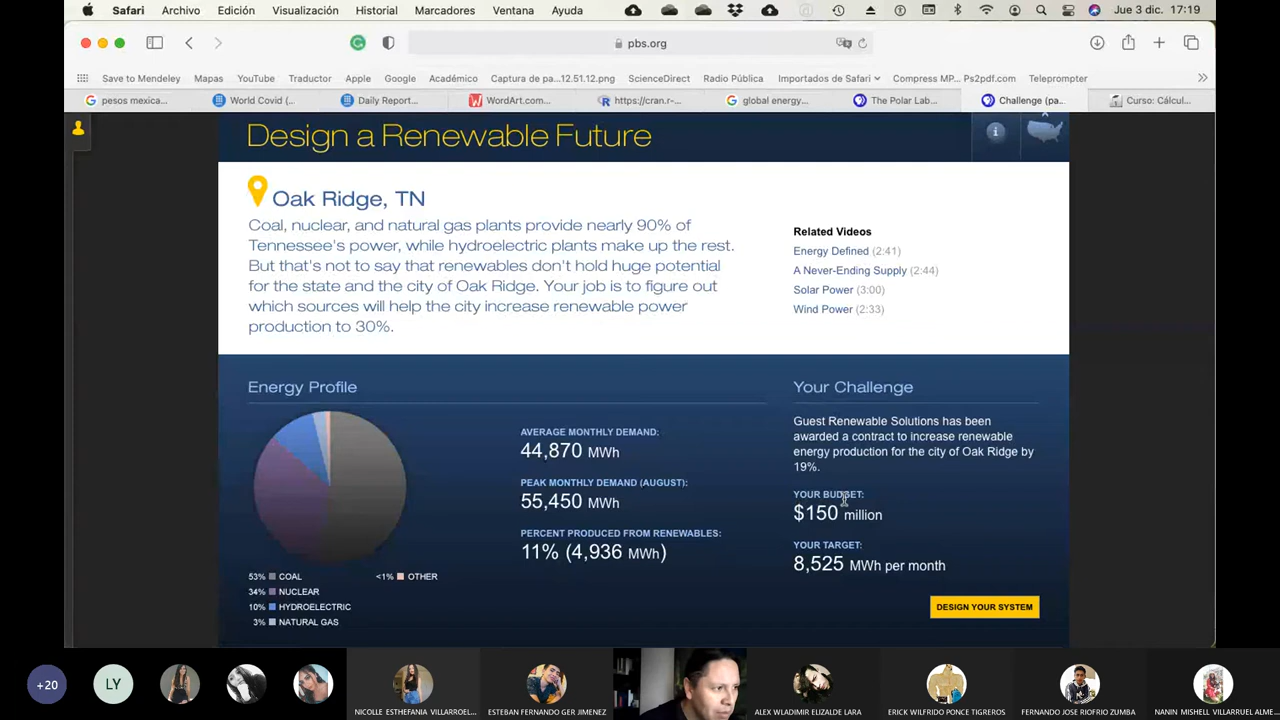 Safari Archivo Edición Visualización Historial Marcadores Ventana Ayuda Jue 3 dic. 17:19
pbs.org
Save to Mendeley Mapas YouTube Traductor Apple Google Académico Captura de pa...12.51.12.png ScienceDirect Radio Pública Importados de Safari Compress MP... Ps2pdf.com Teleprompter
pesos mexica... World Covid (... Daily Report... WordArt.com... https://cran.r-... global energy... The Polar Lab... Challenge (pa... Curso: Cálcul...
Design a Renewable Future
Oak Ridge, TN
Coal, nuclear, and natural gas plants provide nearly 90% of
Tennessee's power, while hydroelectric plants make up the rest.
But that's not to say that renewables don't hold huge potential
for the state and the city of Oak Ridge. Your job is to figure out
which sources will help the city increase renewable power
production to 30%.
Related Videos
Energy Defined (2:41)
A Never-Ending Supply (2:44)
Solar Power (3:00)
Wind Power (2:33)
Energy Profile
53% COAL
34% NUCLEAR
10% HYDROELECTRIC
3% NATURAL GAS
<1% OTHER
AVERAGE MONTHLY DEMAND:
44,870 MWh
PEAK MONTHLY DEMAND (AUGUST):
55,450 MWh
PERCENT PRODUCED FROM RENEWABLES:
11% (4,936 MWh)
Your Challenge
Guest Renewable Solutions has been
awarded a contract to increase renewable
energy production for the city of Oak Ridge by
19%.
YOUR BUDGET:
$150 million
YOUR TARGET:
8,525 MWh per month
DESIGN YOUR SYSTEM
+20 LY
NICOLLE ESTHEFANIA VILLARROEL... ESTEBAN FERNANDO GER JIMENEZ ALEX WLADIMIR ELIZALDE LARA ERICK WILFRIDO PONCE TIGREROS FERNANDO JOSE RIOFRIO ZUMBA NANIN MISHELL VILLARRUEL ALME...